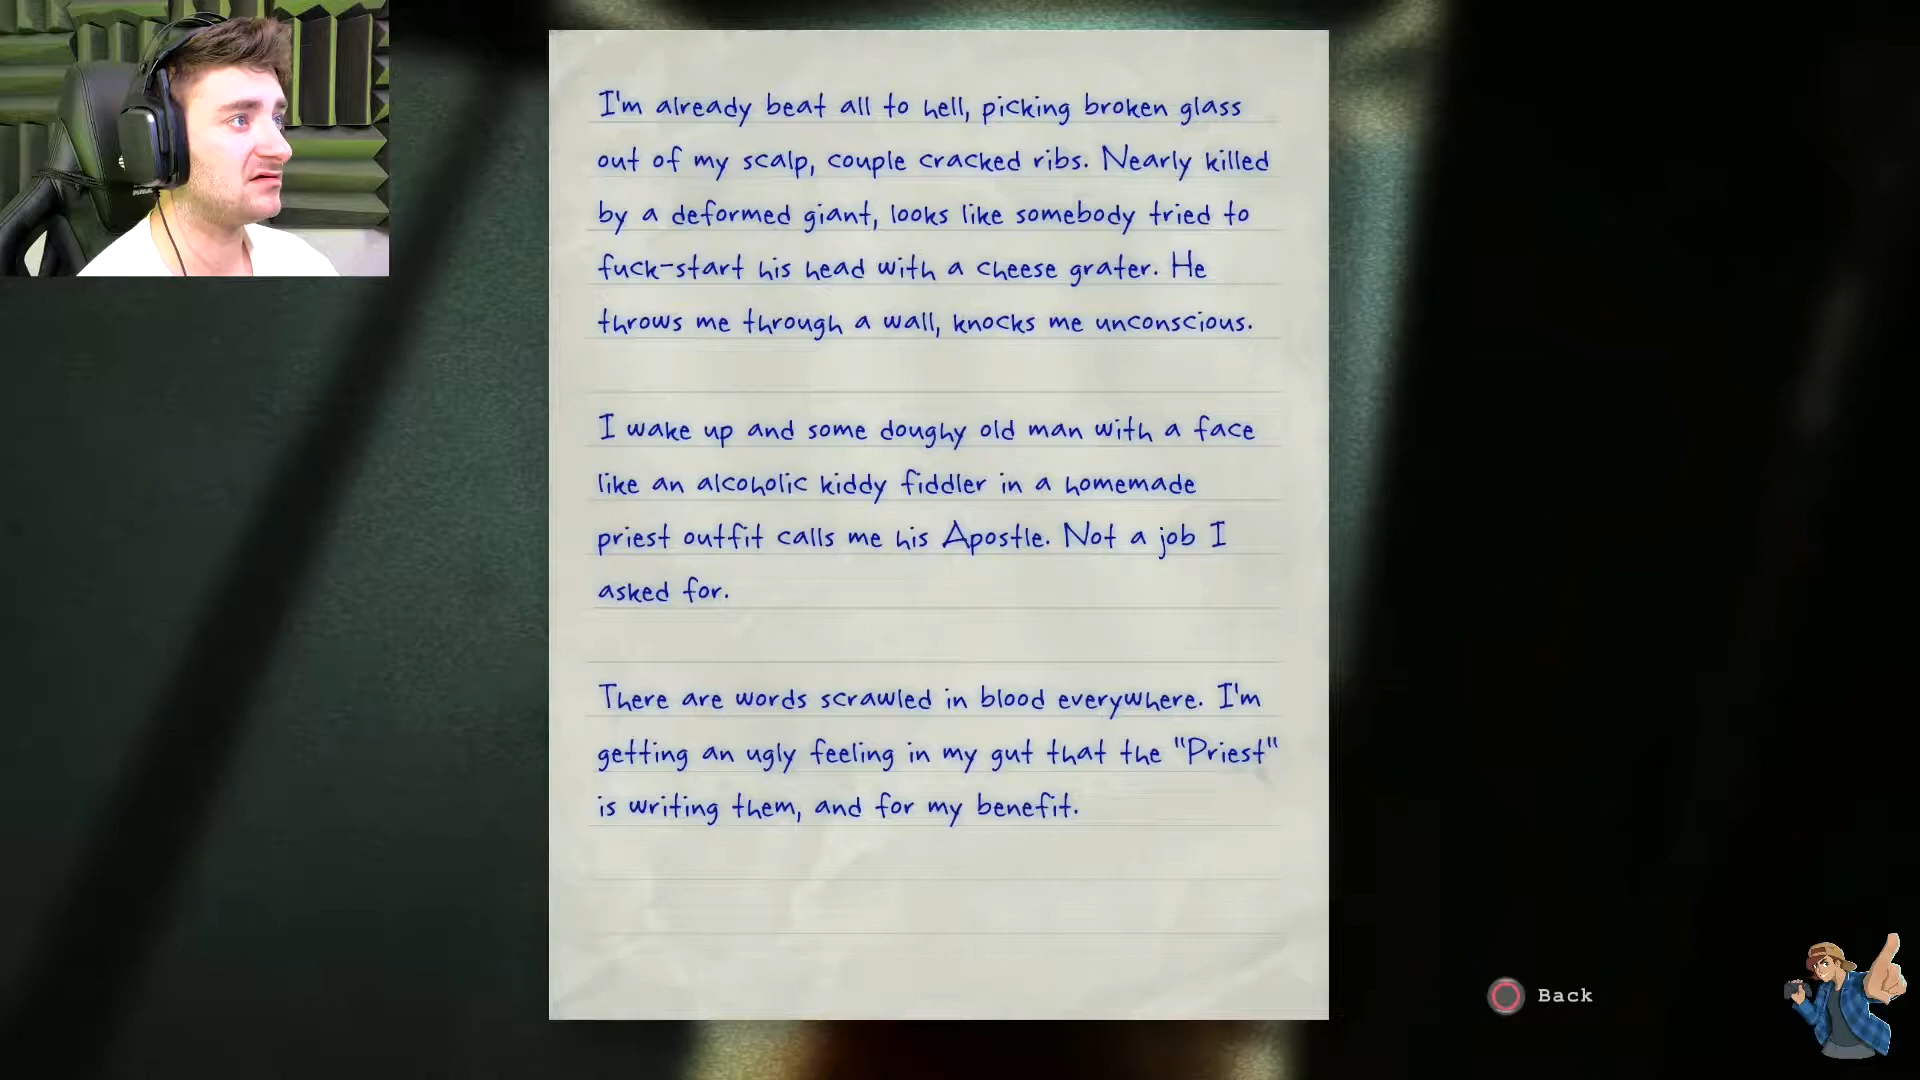 I'm already beat all to hell, picking broken glass
out of my scalp, couple cracked ribs. Nearly killed
by a deformed giant, looks like somebody tried to
fuck-start his head with a cheese grater. He
throws me through a wall, knocks me unconscious.
I wake up and some doughy old man with a face
like an alcoholic kiddy fiddler in a homemade
priest outfit calls me his Apostle. Not a job I
asked for.
There are words scrawled in blood everywhere. I'm
getting an ugly feeling in my gut that the "Priest"
is writing them, and for my benefit.
Back